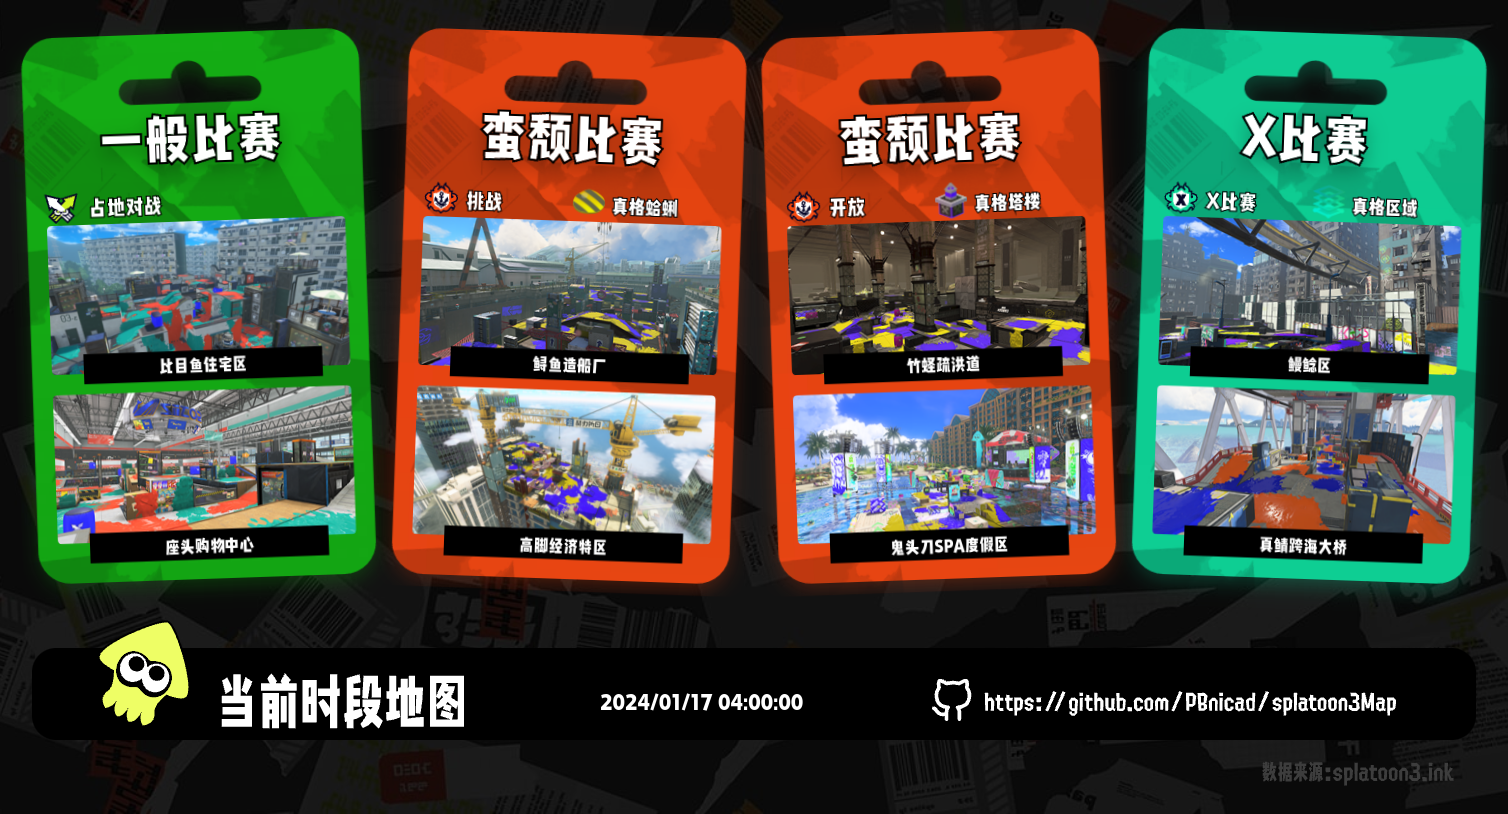 一般比赛
占地对战
比目鱼住宅区
座头购物中心
蛮颓比赛
挑战
真格蛤蜊
鲟鱼造船厂
高脚经济特区
蛮颓比赛
开放
真格塔楼
竹蛏疏洪道
鬼头刀SPA度假区
X比赛
X比赛
真格区域
鳗鲶区
真鲭跨海大桥
当前时段地图
2024/01/17 04:00:00
https://github.com/PBnicad/splatoon3Map
数据来源:splatoon3.ink